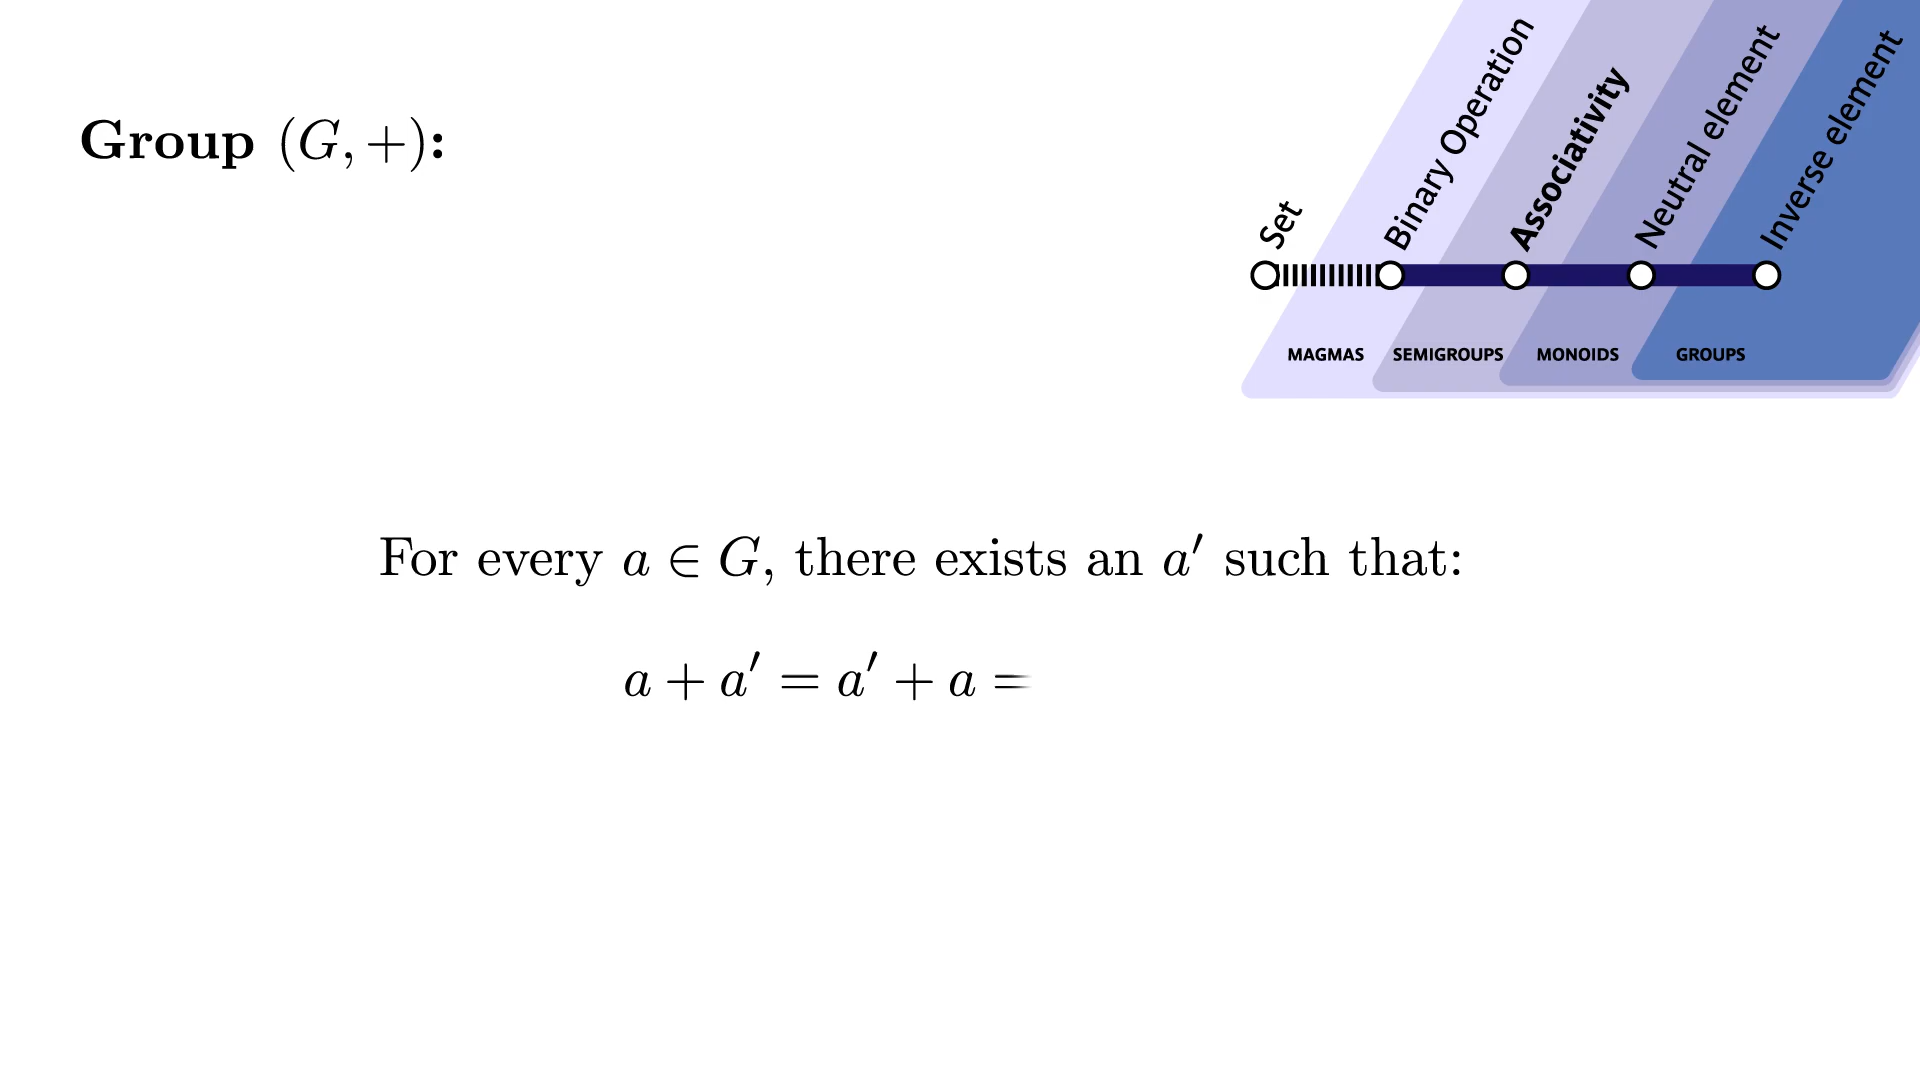 Group (G, +):
Set
Binary Operation
Associativity
Neutral element
Inverse element
MAGMAS SEMIGROUPS MONOIDS GROUPS
For every a ∈ G, there exists an a′ such that:
a + a′ = a′ + a =